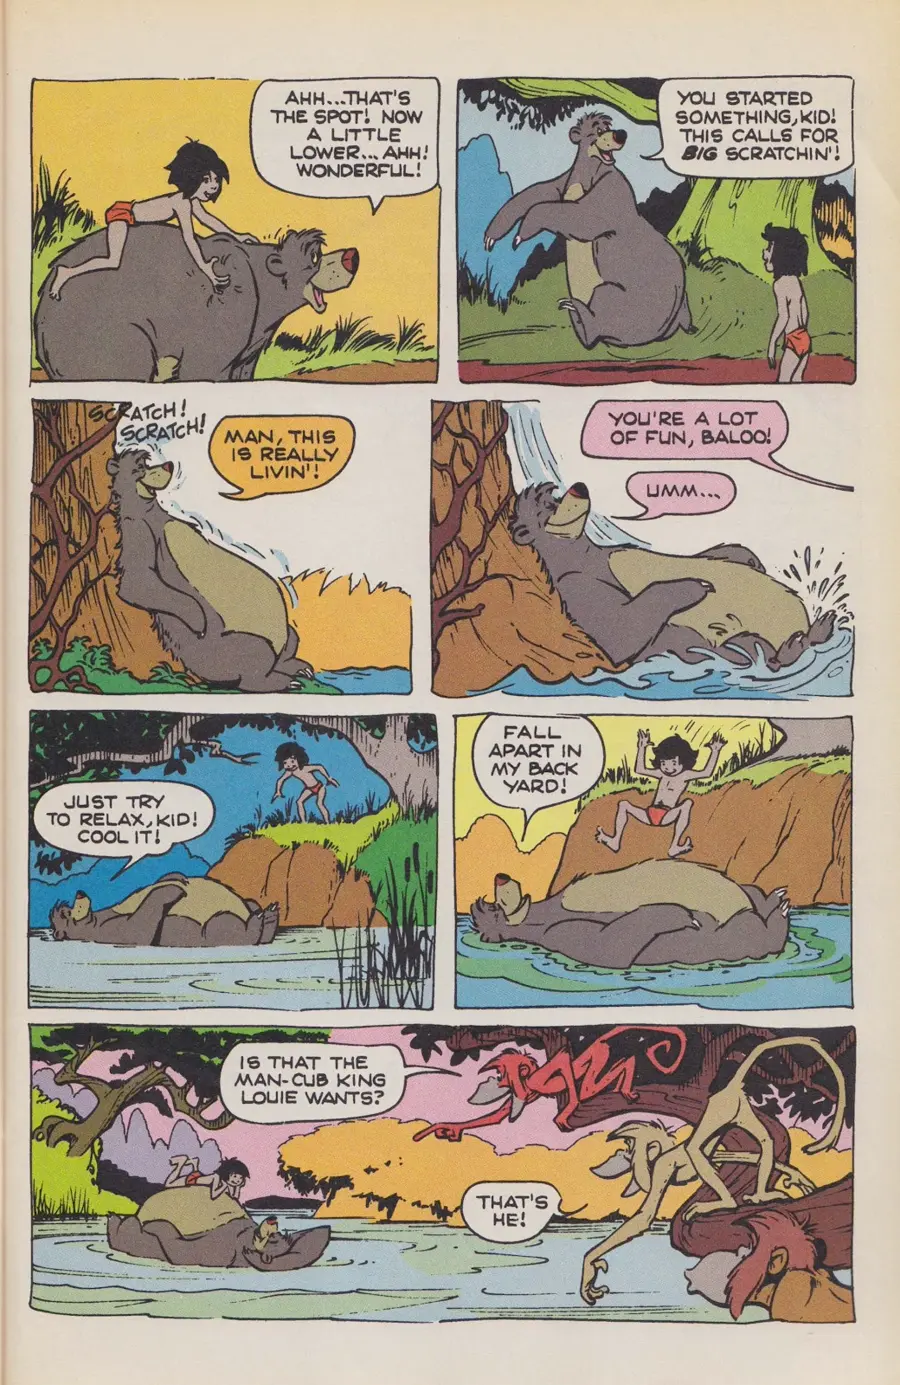 AHH...THAT'S
THE SPOT! NOW
A LITTLE
LOWER...AHH!
WONDERFUL!
YOU STARTED
SOMETHING, KID!
THIS CALLS FOR
BIG SCRATCHIN'!
SCRATCH!
SCRATCH!
MAN, THIS
IS REALLY
LIVIN'!
YOU'RE A LOT
OF FUN, BALOO!
UMM...
JUST TRY
TO RELAX, KID!
COOL IT!
FALL
APART IN
MY BACK
YARD!
IS THAT THE
MAN-CUB KING
LOUIE WANTS?
THAT'S
HE!